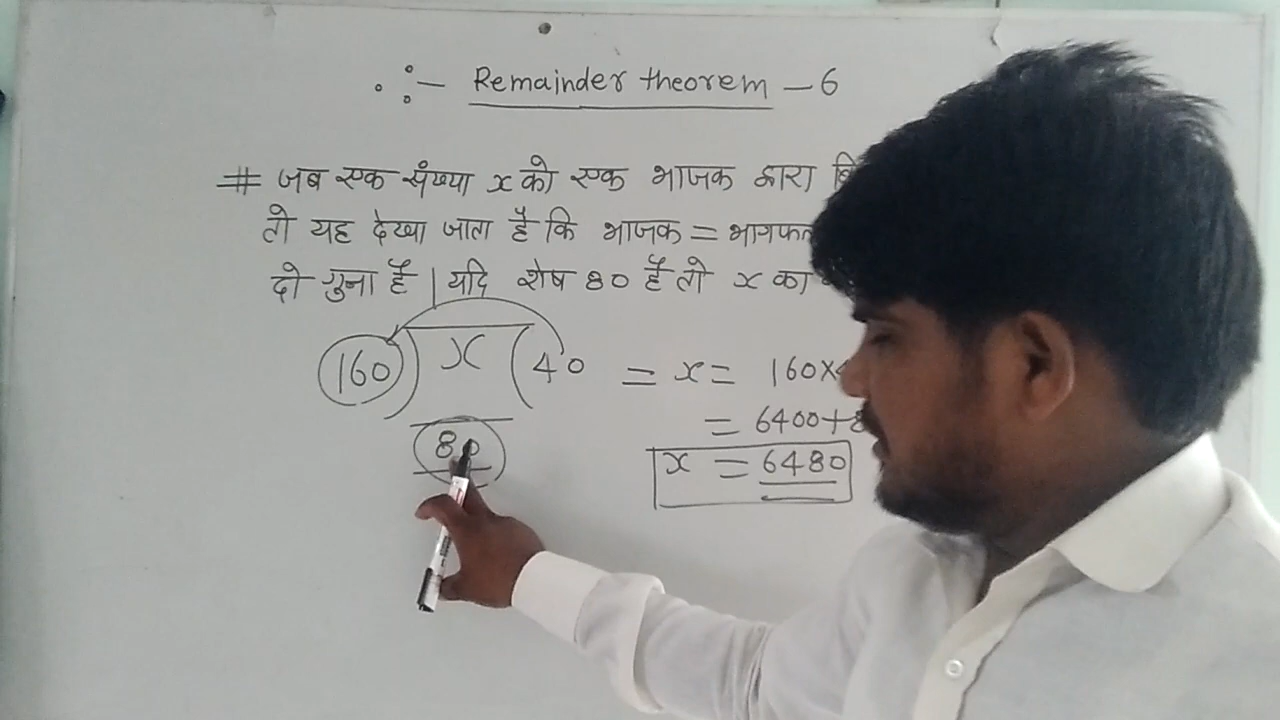 ∴- Remainder theorem - 6
# जब एक संख्या x को एक भाजक द्वारा
तो यह देखा जाता है कि भाजक = भागफल
दो गुना है | यदि शेष 80 है तो x का
160) x (40 = x = 160×
80 = 6400+
x = 6480